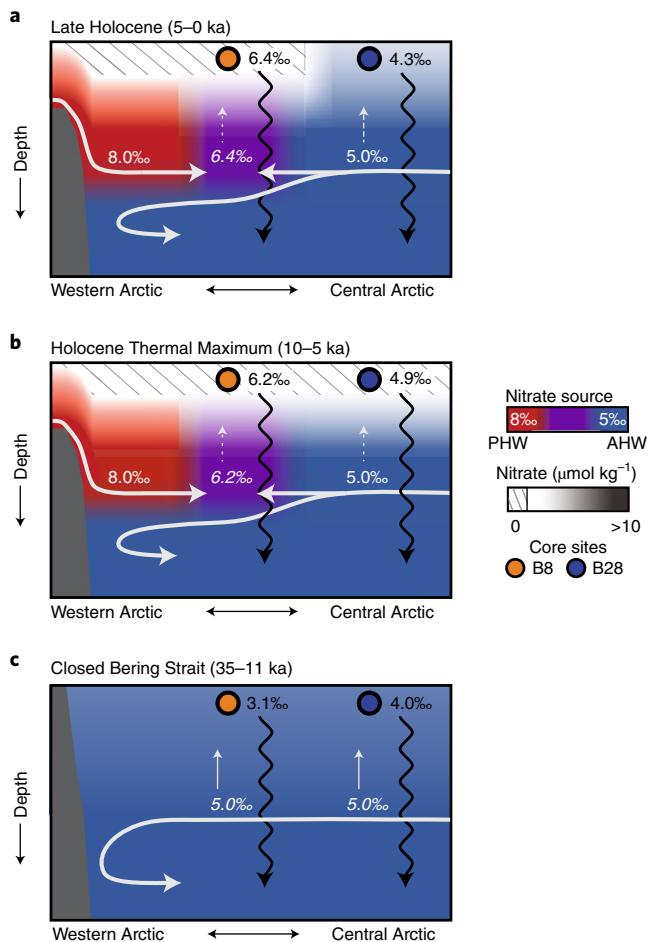 a
Late Holocene (5–0 ka)
6.4‰ 4.3‰
Depth
8.0‰ 6.4‰ 5.0‰
Western Arctic Central Arctic
b
Holocene Thermal Maximum (10–5 ka)
6.2‰ 4.9‰
Depth
8.0‰ 6.2‰ 5.0‰
Western Arctic Central Arctic
Nitrate source
8‰ 5‰
PHW AHW
Nitrate (μmol kg⁻¹)
0 >10
Core sites
B8 B28
c
Closed Bering Strait (35–11 ka)
3.1‰ 4.0‰
Depth
5.0‰ 5.0‰
Western Arctic Central Arctic